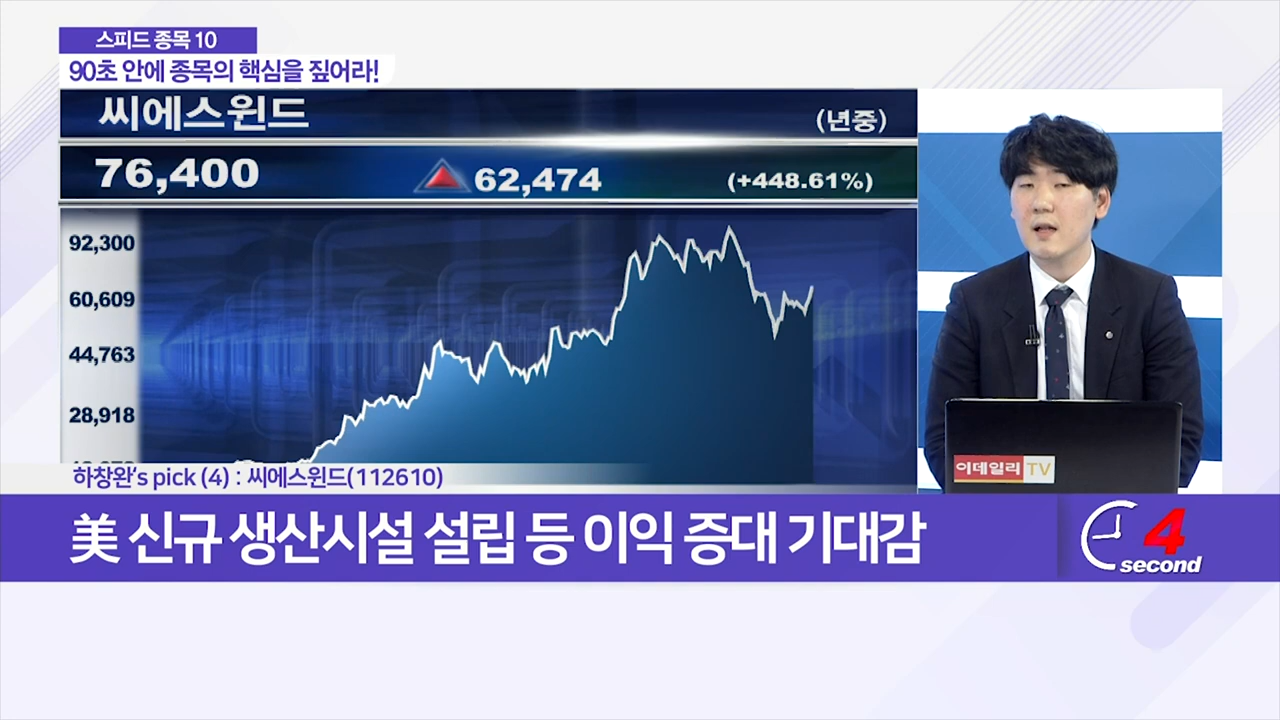 스피드 종목 10
90초 안에 종목의 핵심을 짚어라!
씨에스윈드
(년중)
76,400 62,474 (+448.61%)
92,300
60,609
44,763
28,918
하창완's pick (4) : 씨에스윈드(112610)
이데일리TV
美 신규 생산시설 설립 등 이익 증대 기대감
4
second